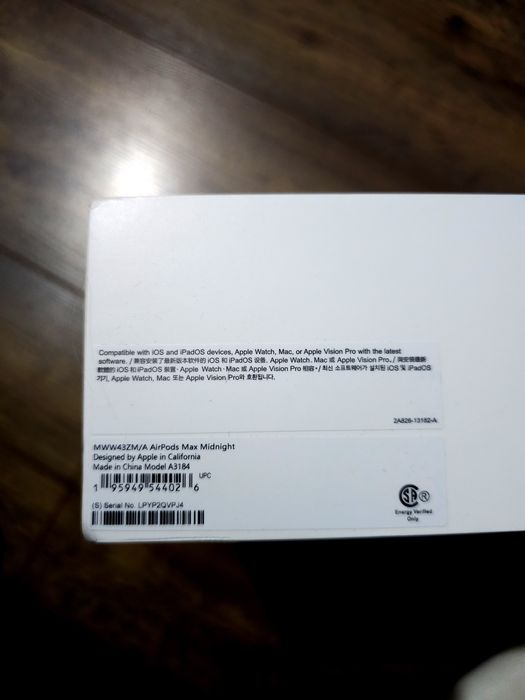 Compatible with iOS and iPadOS devices, Apple Watch, Mac, or Apple Vision Pro with the latest
software. / 兼容安装了最新版本软件的 iOS 和 iPadOS 设备、Apple Watch、Mac 或 Apple Vision Pro。/ 與安裝最新
軟體的 iOS 和 iPadOS 裝置、Apple Watch、Mac 或 Apple Vision Pro 相容。/ 최신 소프트웨어가 설치된 iOS 및 iPadOS
기기, Apple Watch, Mac 또는 Apple Vision Pro와 호환됩니다.
2A826-13182-A
MWW43ZM/A AirPods Max Midnight
Designed by Apple in California
Made in China Model A3184
UPC
1 95949 54402 6
(S) Serial No. LPYP2QVPJ4
SA ®
Energy Verified
Only